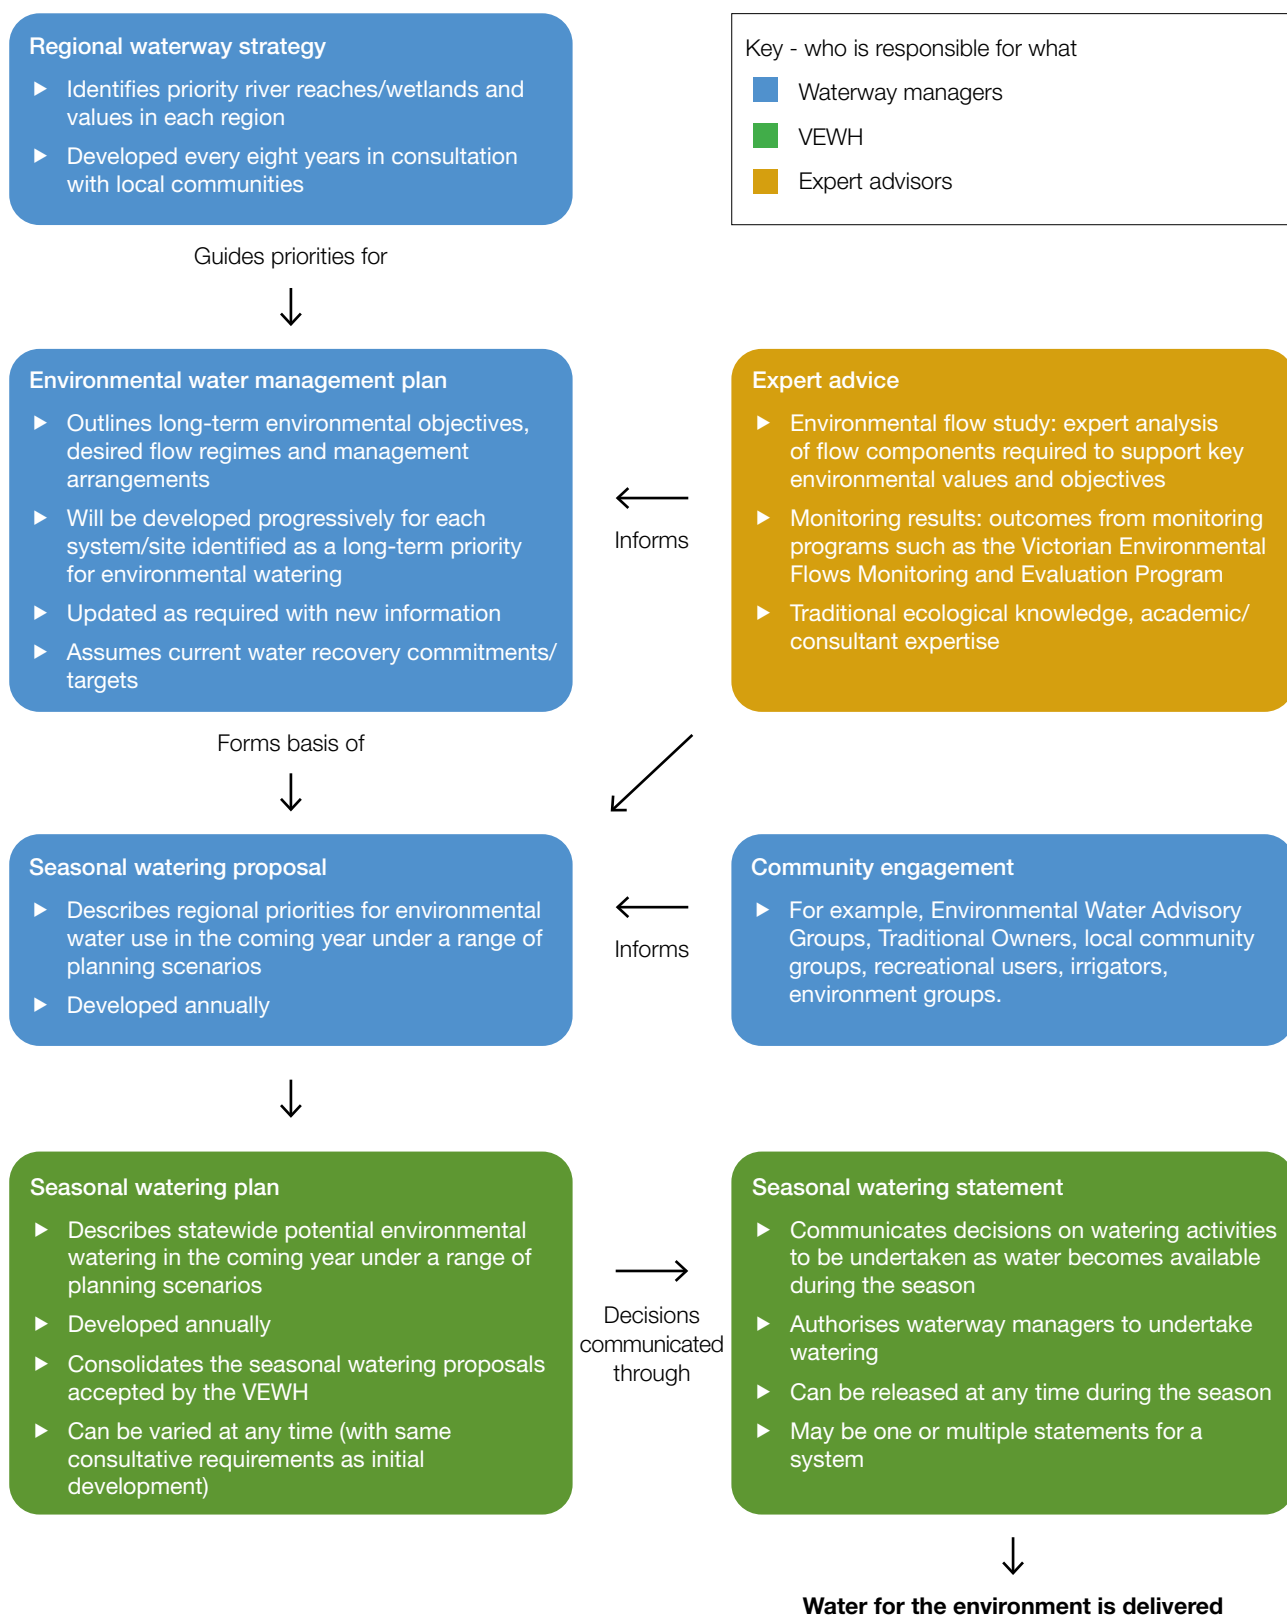 Regional waterway strategy
▶ Identifies priority river reaches/wetlands and
values in each region
▶ Developed every eight years in consultation
with local communities
Key - who is responsible for what
Waterway managers
VEWH
Expert advisors
Guides priorities for
Environmental water management plan
▶ Outlines long-term environmental objectives,
desired flow regimes and management
arrangements
▶ Will be developed progressively for each
system/site identified as a long-term priority
for environmental watering
▶ Updated as required with new information
▶ Assumes current water recovery commitments/
targets
Informs
Expert advice
▶ Environmental flow study: expert analysis
of flow components required to support key
environmental values and objectives
▶ Monitoring results: outcomes from monitoring
programs such as the Victorian Environmental
Flows Monitoring and Evaluation Program
▶ Traditional ecological knowledge, academic/
consultant expertise
Forms basis of
Seasonal watering proposal
▶ Describes regional priorities for environmental
water use in the coming year under a range of
planning scenarios
▶ Developed annually
Informs
Community engagement
▶ For example, Environmental Water Advisory
Groups, Traditional Owners, local community
groups, recreational users, irrigators,
environment groups.
Seasonal watering plan
▶ Describes statewide potential environmental
watering in the coming year under a range of
planning scenarios
▶ Developed annually
▶ Consolidates the seasonal watering proposals
accepted by the VEWH
▶ Can be varied at any time (with same
consultative requirements as initial
development)
Decisions
communicated
through
Seasonal watering statement
▶ Communicates decisions on watering activities
to be undertaken as water becomes available
during the season
▶ Authorises waterway managers to undertake
watering
▶ Can be released at any time during the season
▶ May be one or multiple statements for a
system
Water for the environment is delivered